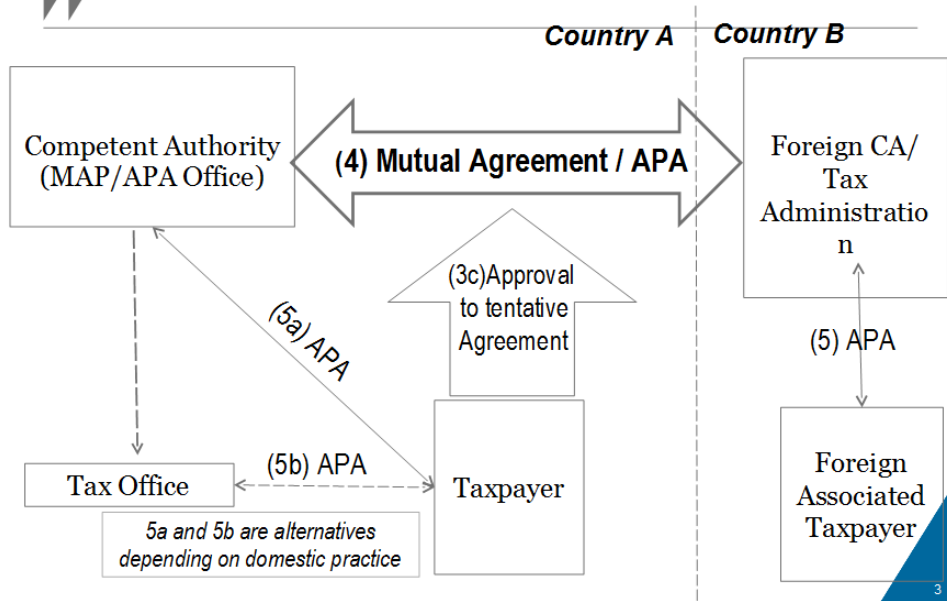 Country A
Country B
Competent Authority
(MAP/APA Office)
(4) Mutual Agreement / APA
Foreign CA/
Tax
Administratio
n
(3c)Approval
to tentative
Agreement
(5a) APA
(5) APA
Tax Office
(5b) APA
Taxpayer
Foreign
Associated
Taxpayer
5a and 5b are alternatives
depending on domestic practice
3